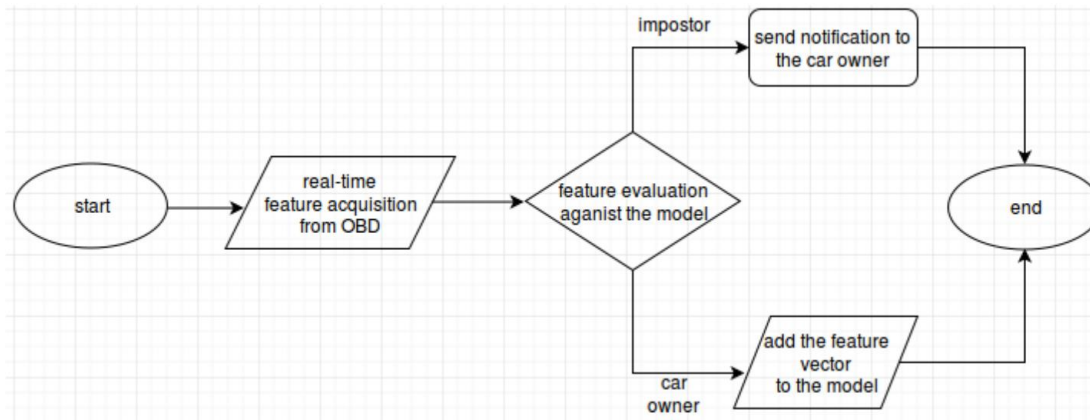 start
real-time
feature acquisition
from OBD
feature evaluation
aganist the model
impostor
send notification to
the car owner
car
owner
add the feature
vector
to the model
end